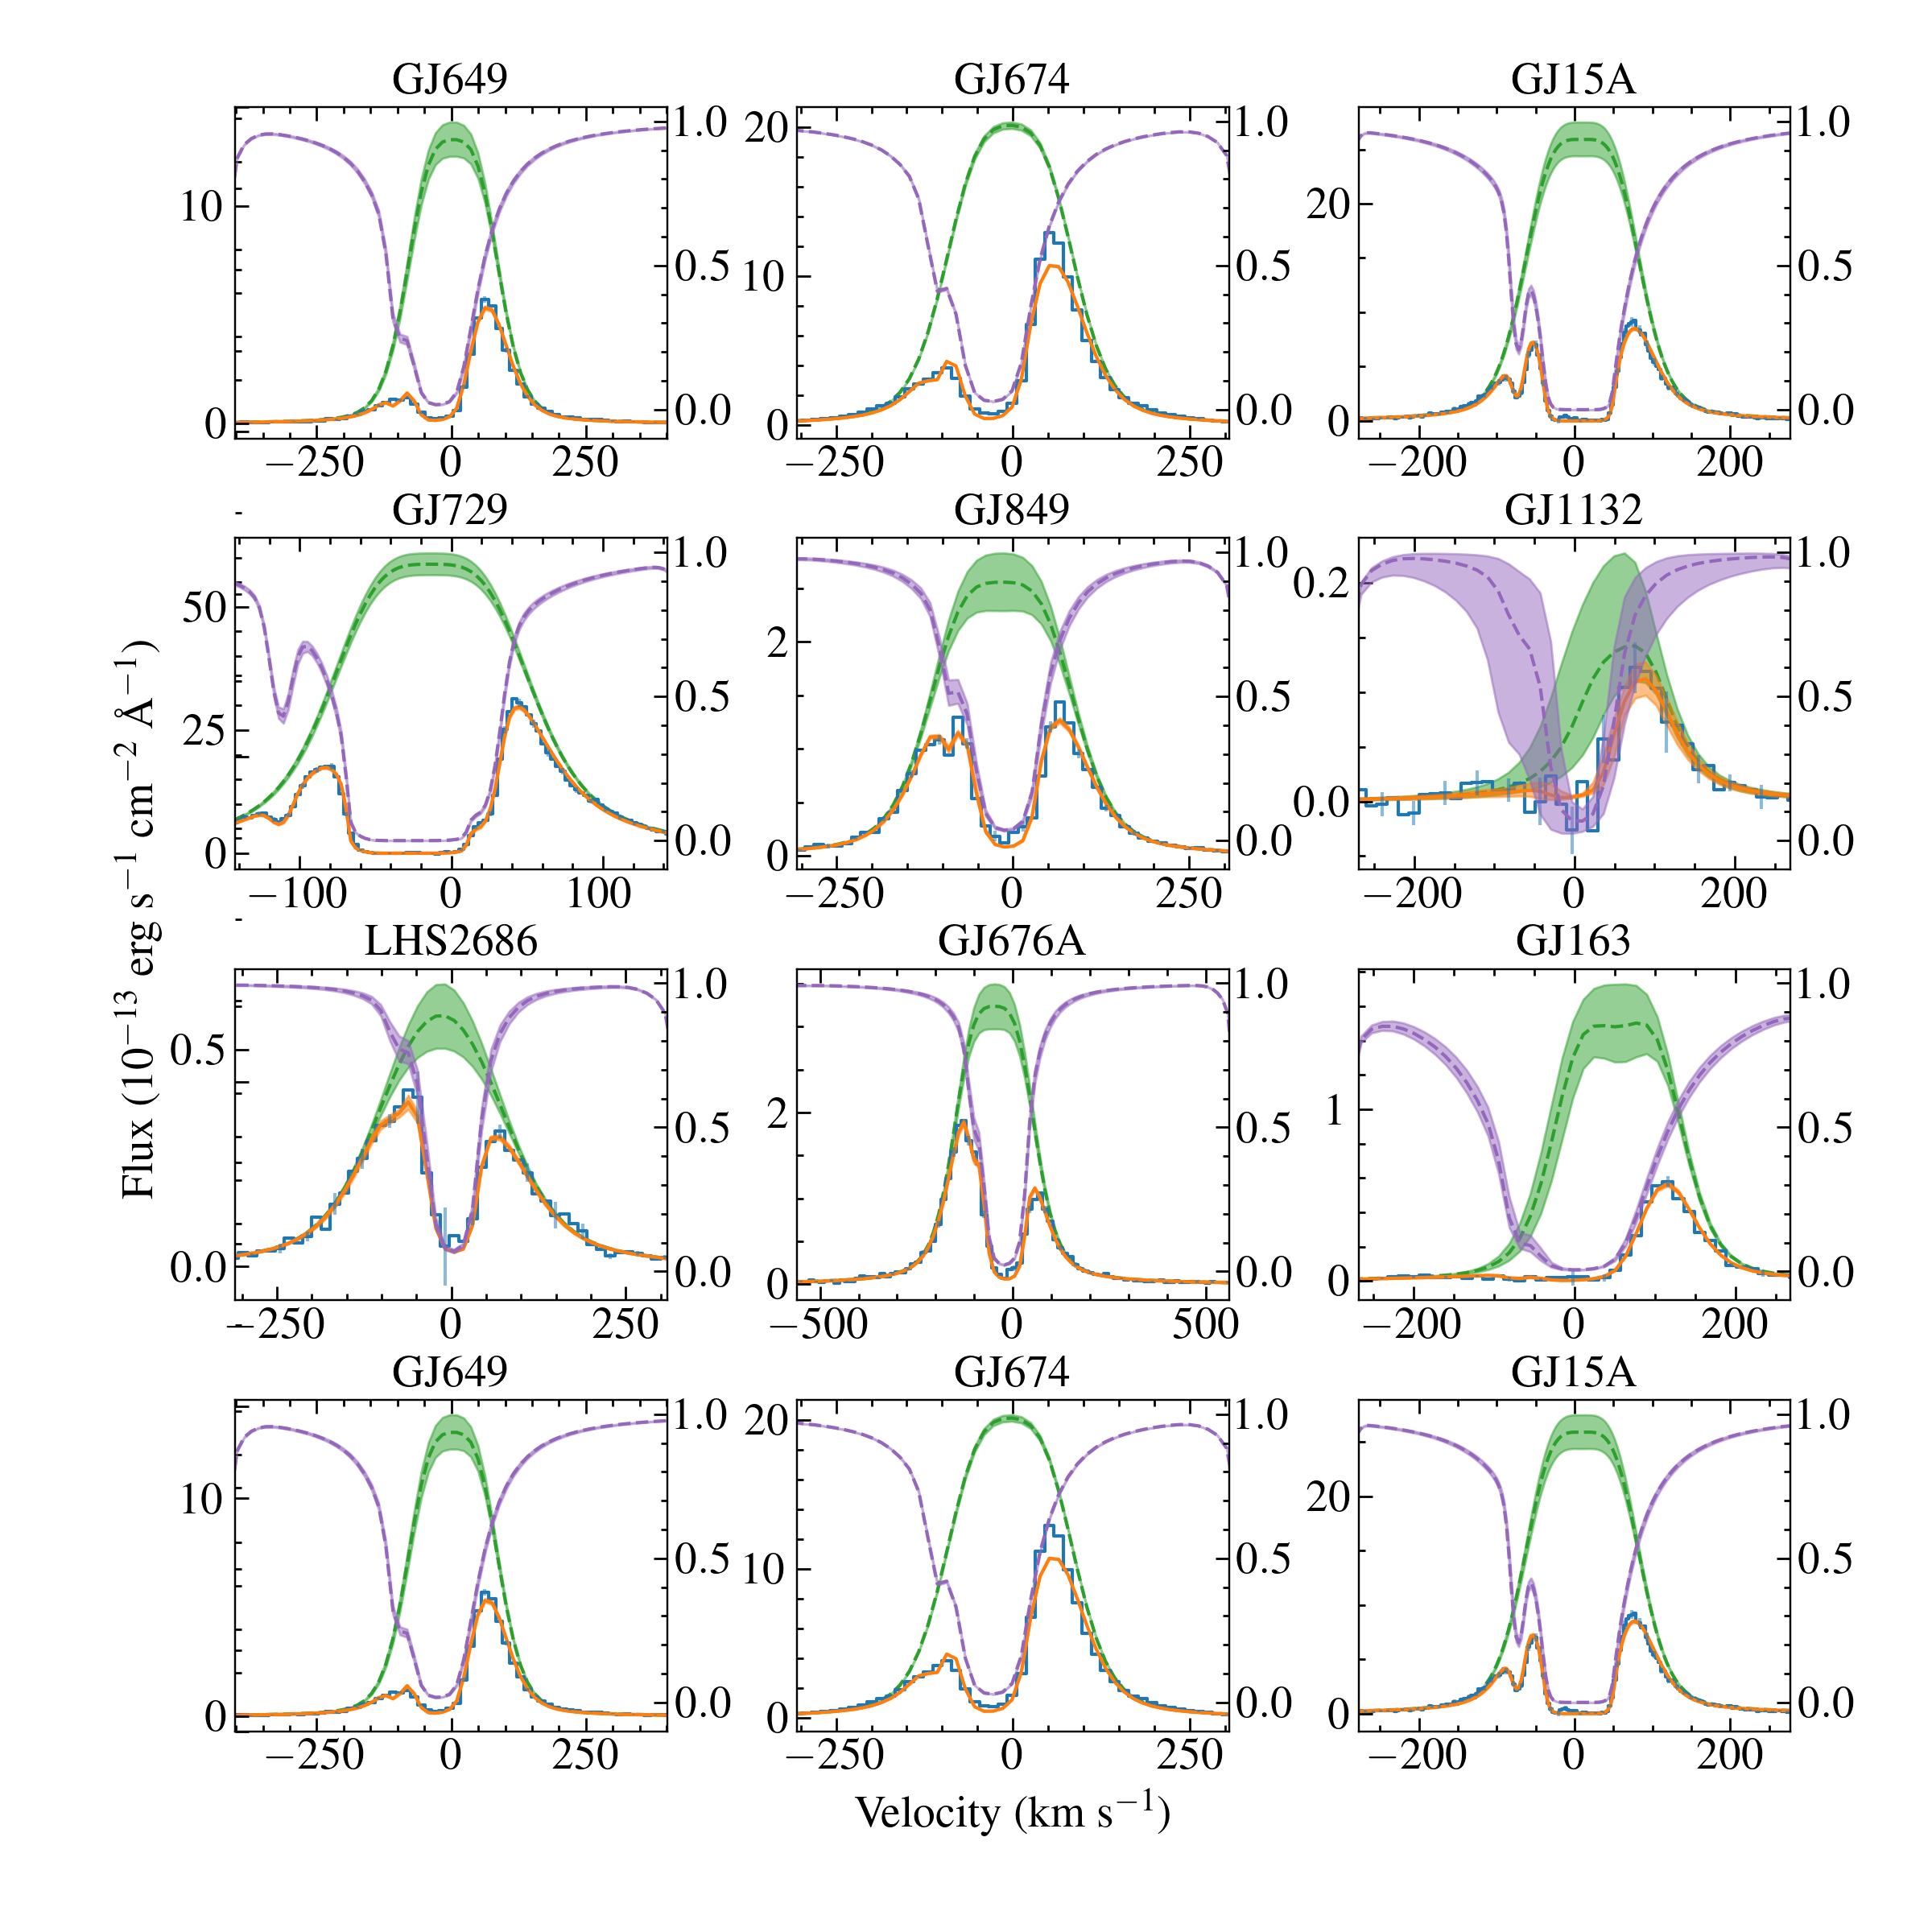 GJ649 GJ674 GJ15A
10 0 1.0 0.5 0.0 20 10 0 1.0 0.5 0.0 20 0 1.0 0.5 0.0
−250 0 250 −250 0 250 −200 0 200
GJ729 GJ849 GJ1132
50 25 0 1.0 0.5 0.0 2 0 1.0 0.5 0.0 0.2 0.0 1.0 0.5 0.0
−100 0 100 −250 0 250 −200 0 200
Flux (10−13 erg s−1 cm−2 Å−1)
LHS2686 GJ676A GJ163
0.5 0.0 1.0 0.5 0.0 2 0 1.0 0.5 0.0 1 0 1.0 0.5 0.0
−250 0 250 −500 0 500 −200 0 200
GJ649 GJ674 GJ15A
10 0 1.0 0.5 0.0 20 10 0 1.0 0.5 0.0 20 0 1.0 0.5 0.0
−250 0 250 −250 0 250 −200 0 200
Velocity (km s−1)